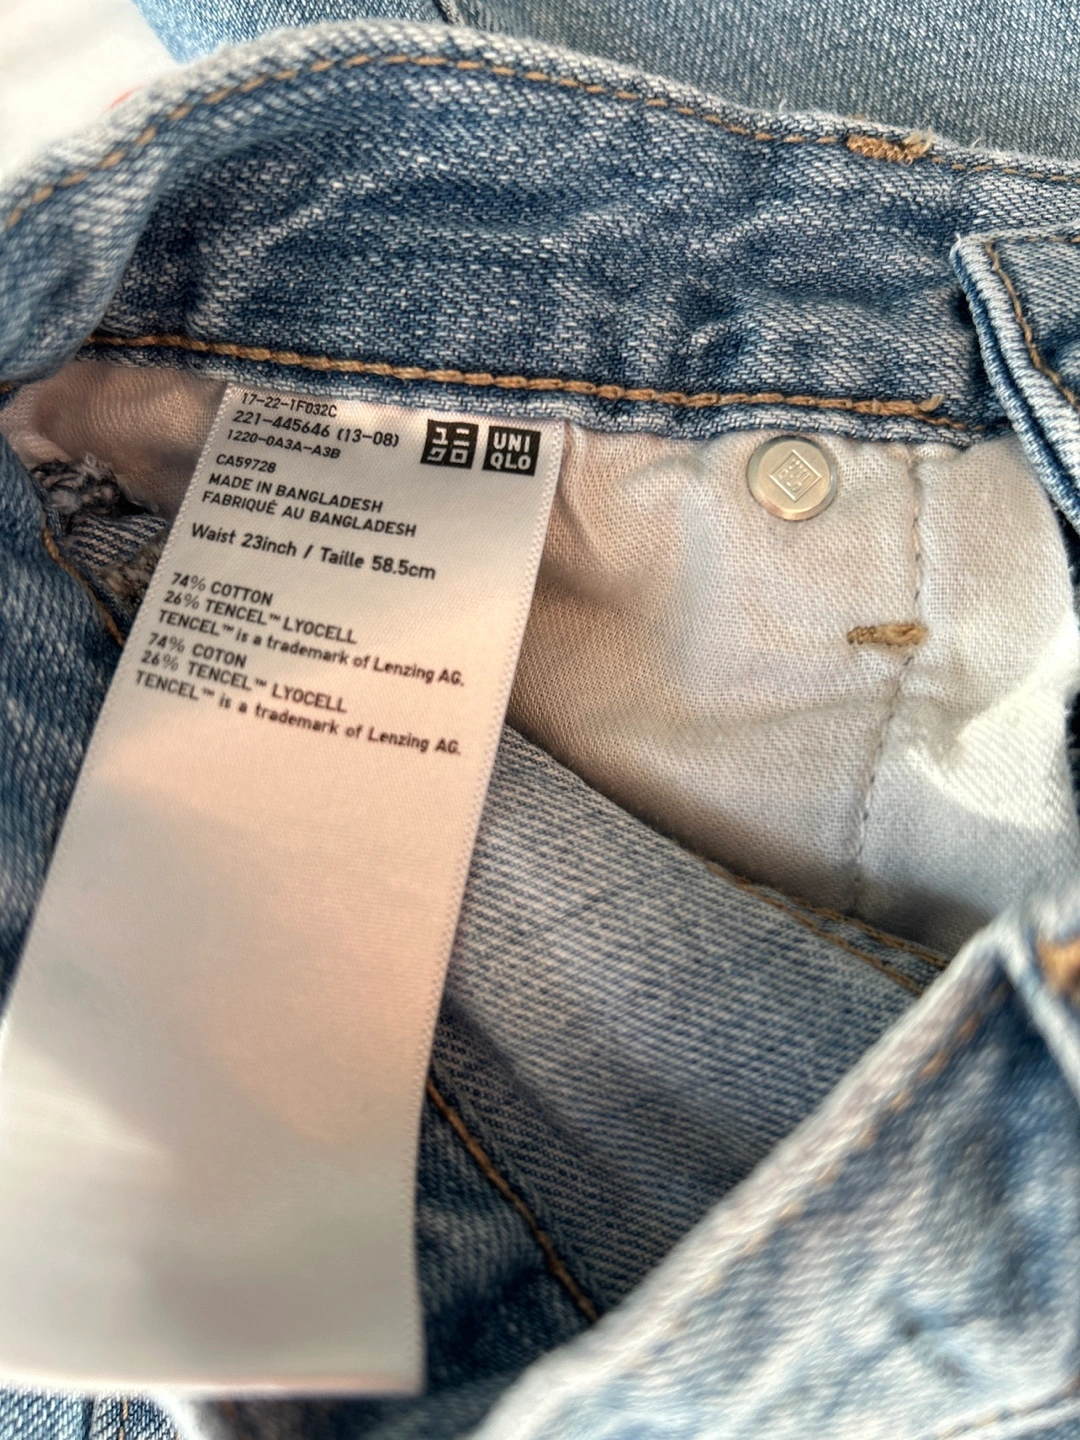 17-22-1F032C
221-445646 (13-08)
1220-0A3A-A3B
ユニ
クロ
UNI
QLO
CA59728
MADE IN BANGLADESH
FABRIQUÉ AU BANGLADESH
Waist 23inch / Taille 58.5cm
74% COTTON
26% TENCEL™ LYOCELL
TENCEL™ is a trademark of Lenzing AG.
74% COTON
26% TENCEL™ LYOCELL
TENCEL™ is a trademark of Lenzing AG.